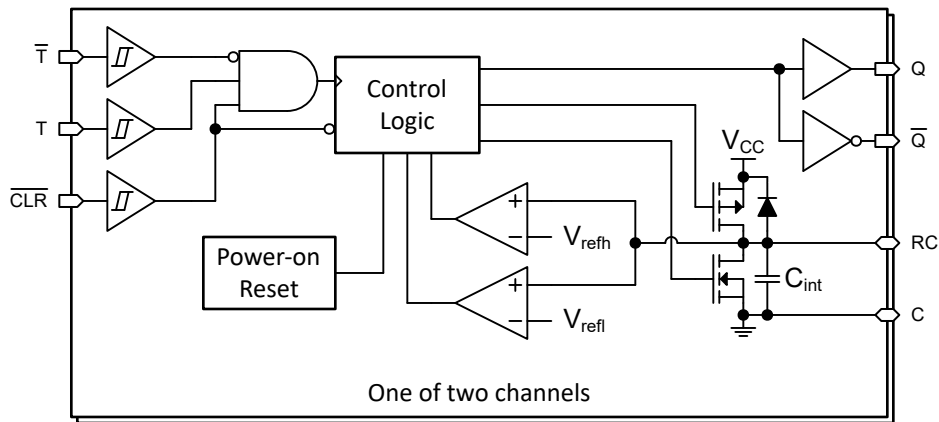 T̅
T
C̅L̅R̅
Control
Logic
Power-on
Reset
+
−
V_refh
+
−
V_refl
V_CC
C_int
Q
Q̅
RC
C
One of two channels